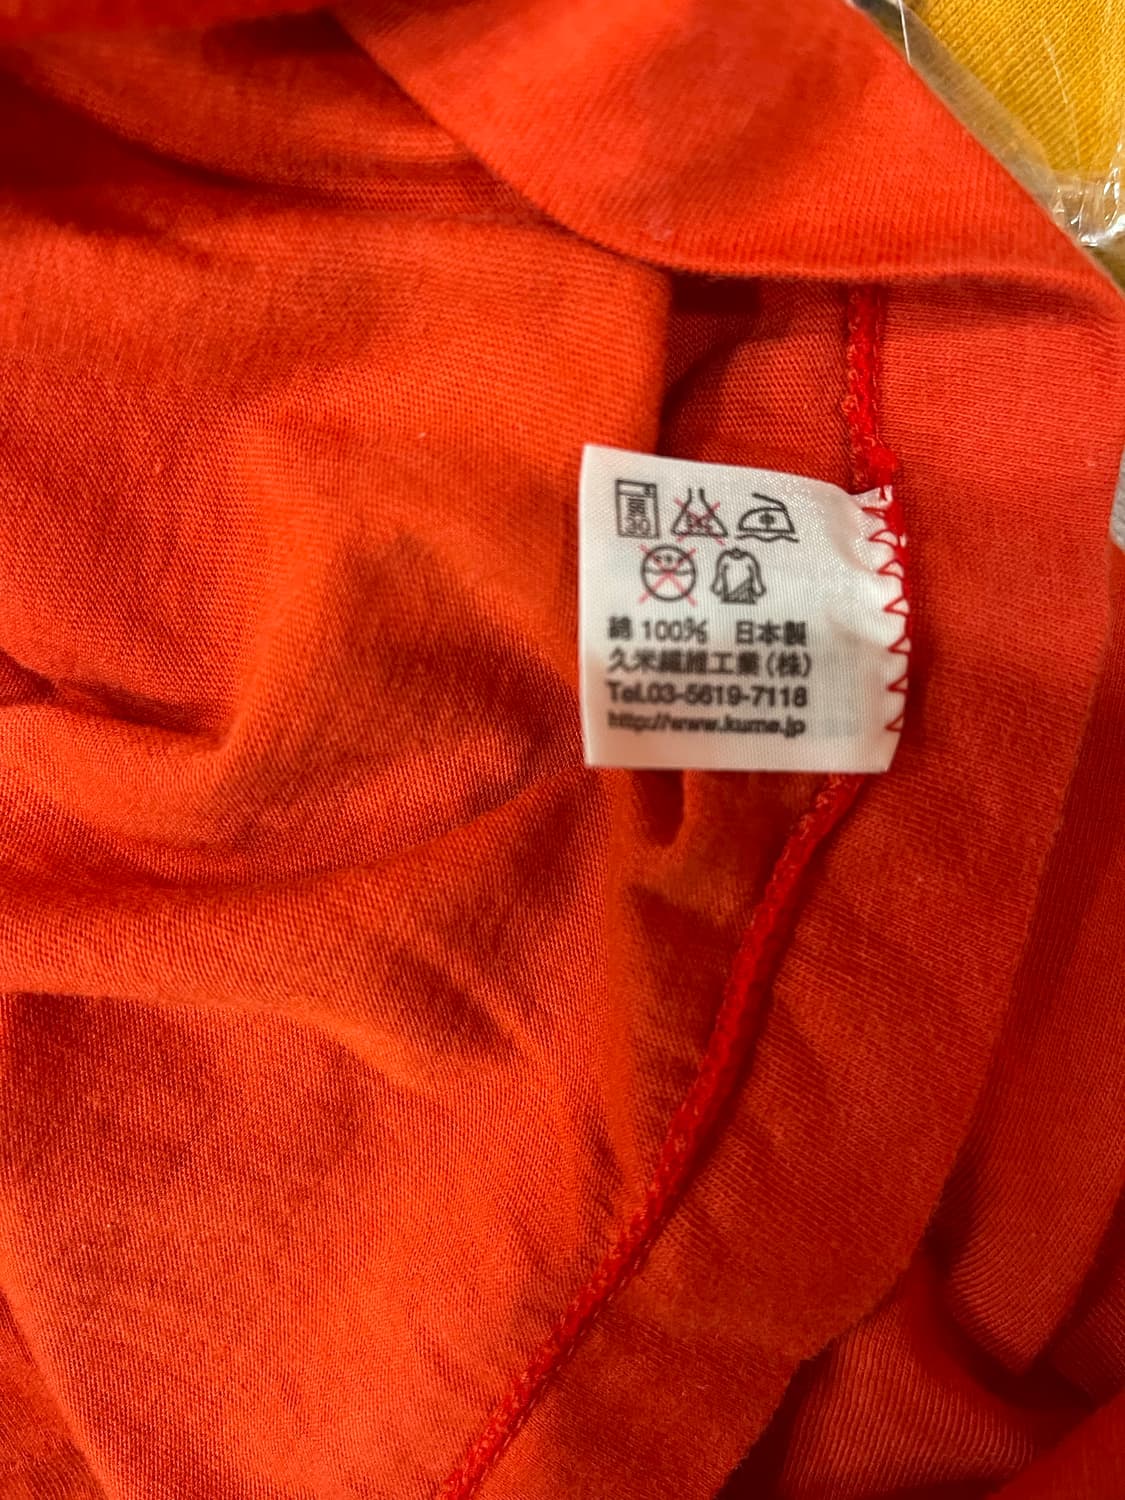 30
綿 100% 日本製
久米繊維工業(株)
Tel.03-5619-7118
http://www.kume.jp